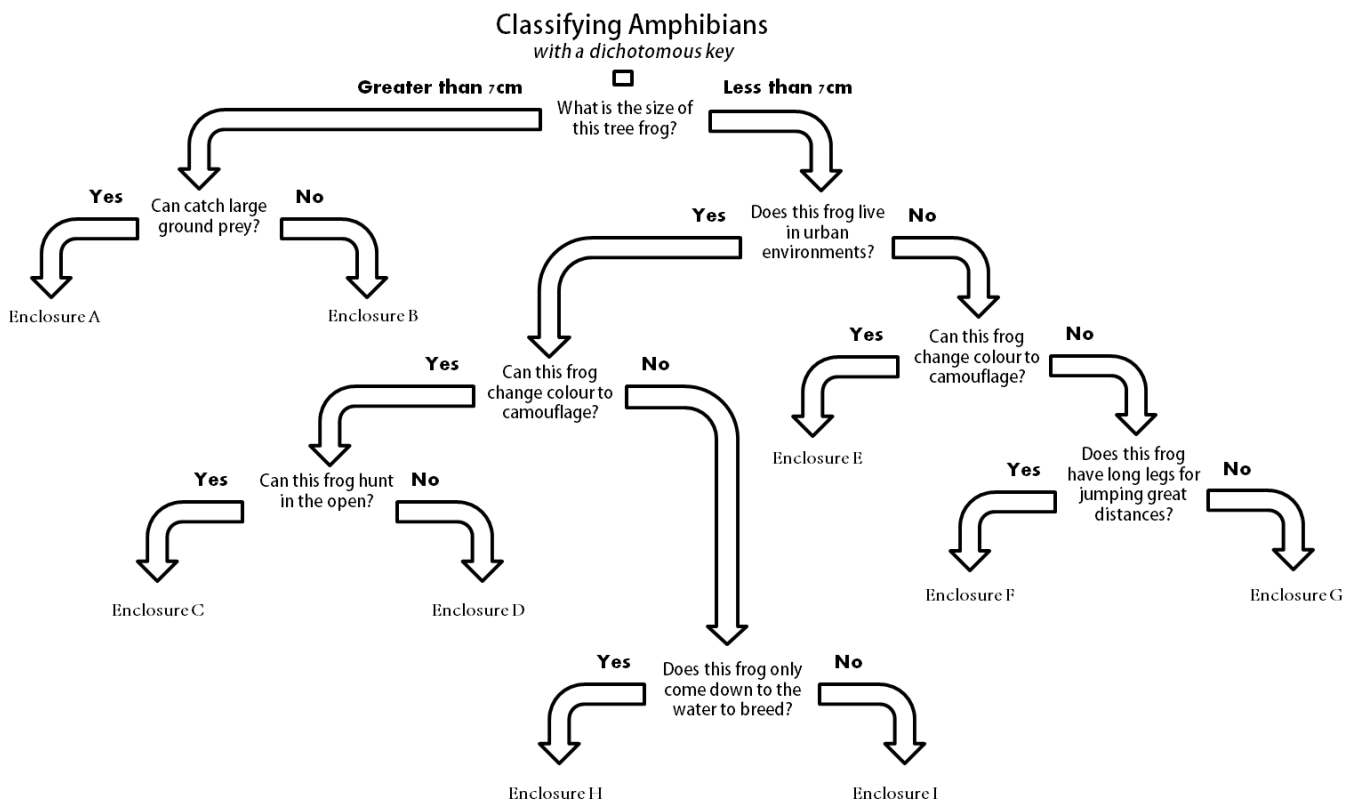 Classifying Amphibians
with a dichotomous key
Greater than 7cm
Less than 7cm
What is the size of
this tree frog?
Yes
Can catch large
ground prey?
No
Yes
Does this frog live
in urban
environments?
No
Enclosure A
Enclosure B
Yes
Can this frog
change colour to
camouflage?
No
Yes
Can this frog
change colour to
camouflage?
No
Enclosure E
Yes
Can this frog hunt
in the open?
No
Yes
Does this frog
have long legs for
jumping great
distances?
No
Enclosure C
Enclosure D
Enclosure F
Enclosure G
Yes
Does this frog only
come down to the
water to breed?
No
Enclosure H
Enclosure I